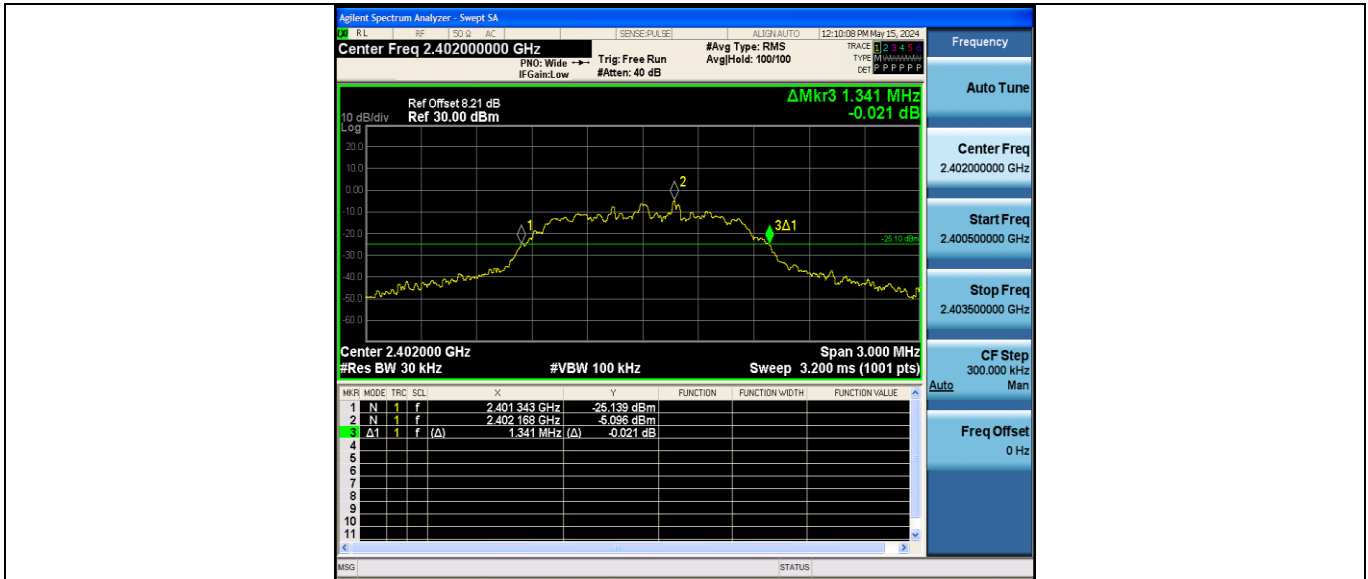 Agilent Spectrum Analyzer - Swept SA
RL RF 50 Ω AC SENSE:PULSE ALIGNAUTO 12:10:08 PM May 15, 2024
Center Freq 2.402000000 GHz
PNO: Wide
IFGain:Low
Trig: Free Run
#Atten: 40 dB
#Avg Type: RMS
Avg|Hold: 100/100
TRACE 1 2 3 4 5 6
TYPE M WWWWW
DET P P P P P P
Ref Offset 8.21 dB
10 dB/div Ref 30.00 dBm
Log
ΔMkr3 1.341 MHz
-0.021 dB
20.0
10.0
0.00
-10.0
-20.0
-30.0
-40.0
-50.0
-60.0
1
2
3Δ1
-25.10 dBm
Center 2.402000 GHz Span 3.000 MHz
#Res BW 30 kHz #VBW 100 kHz Sweep 3.200 ms (1001 pts)
MKR MODE TRC SCL X Y FUNCTION FUNCTION WIDTH FUNCTION VALUE
1 N 1 f 2.401 343 GHz -25.139 dBm
2 N 1 f 2.402 168 GHz -5.096 dBm
3 Δ1 1 f (Δ) 1.341 MHz (Δ) -0.021 dB
4
5
6
7
8
9
10
11
MSG STATUS
Frequency
Auto Tune
Center Freq
2.402000000 GHz
Start Freq
2.400500000 GHz
Stop Freq
2.403500000 GHz
CF Step
300.000 kHz
Auto Man
Freq Offset
0 Hz